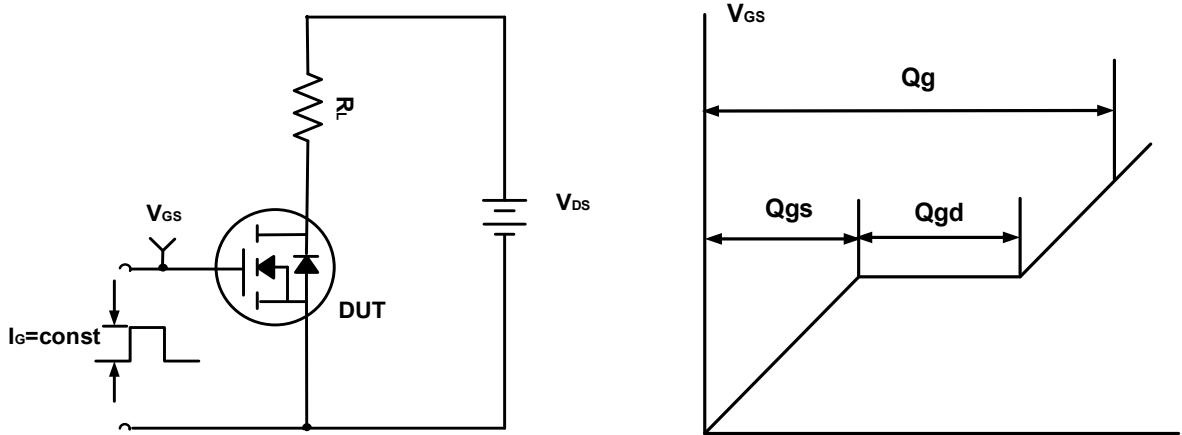 RL
VGS
VDS
DUT
IG=const
VGS
Qg
Qgs
Qgd